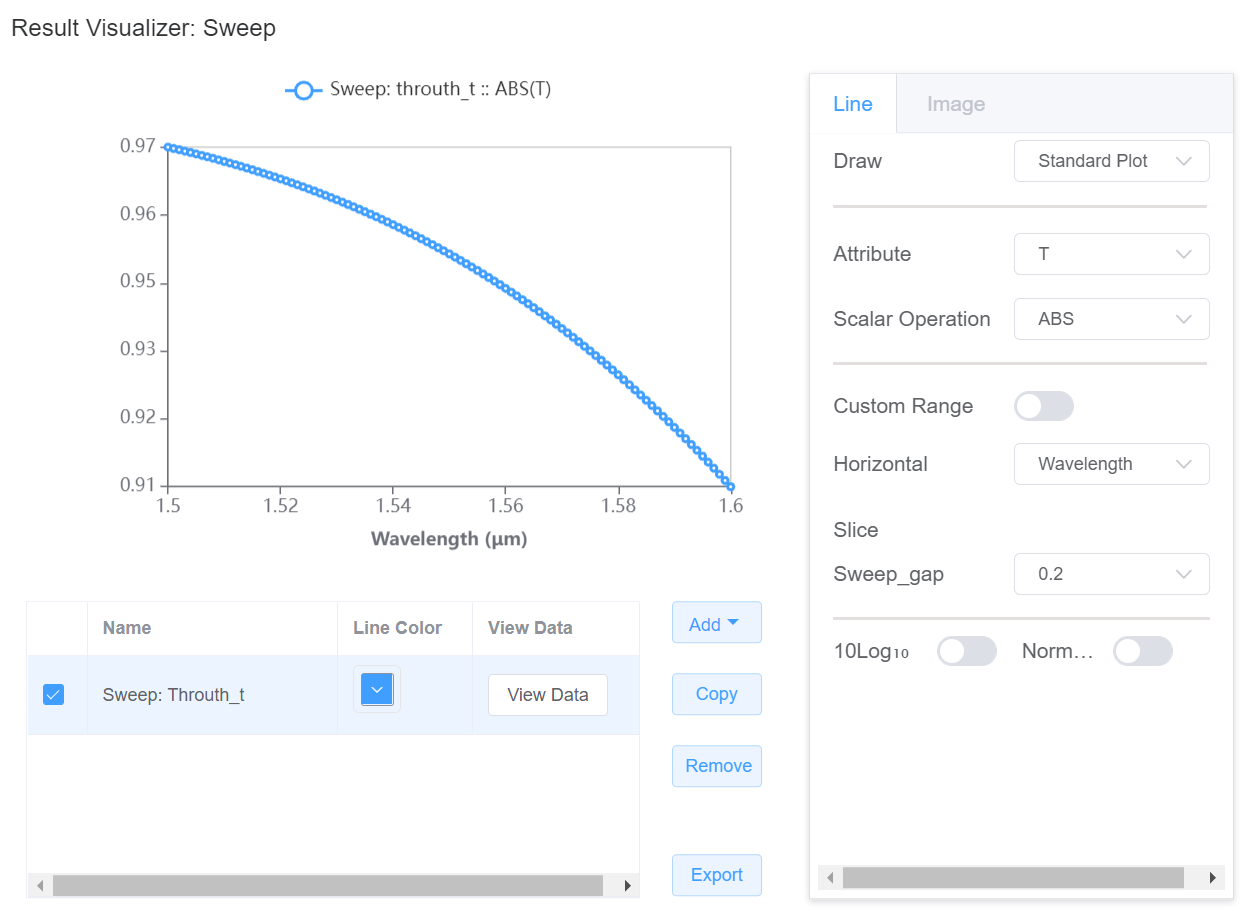 Result Visualizer: Sweep
Sweep: throuth_t :: ABS(T)
0.97
0.96
0.95
0.93
0.92
0.91
1.5 1.52 1.54 1.56 1.58 1.6
Wavelength (μm)
Name Line Color View Data
Sweep: Throuth_t View Data
Add
Copy
Remove
Export
Line Image
Draw Standard Plot
Attribute T
Scalar Operation ABS
Custom Range
Horizontal Wavelength
Slice
Sweep_gap 0.2
10Log₁₀ Norm…